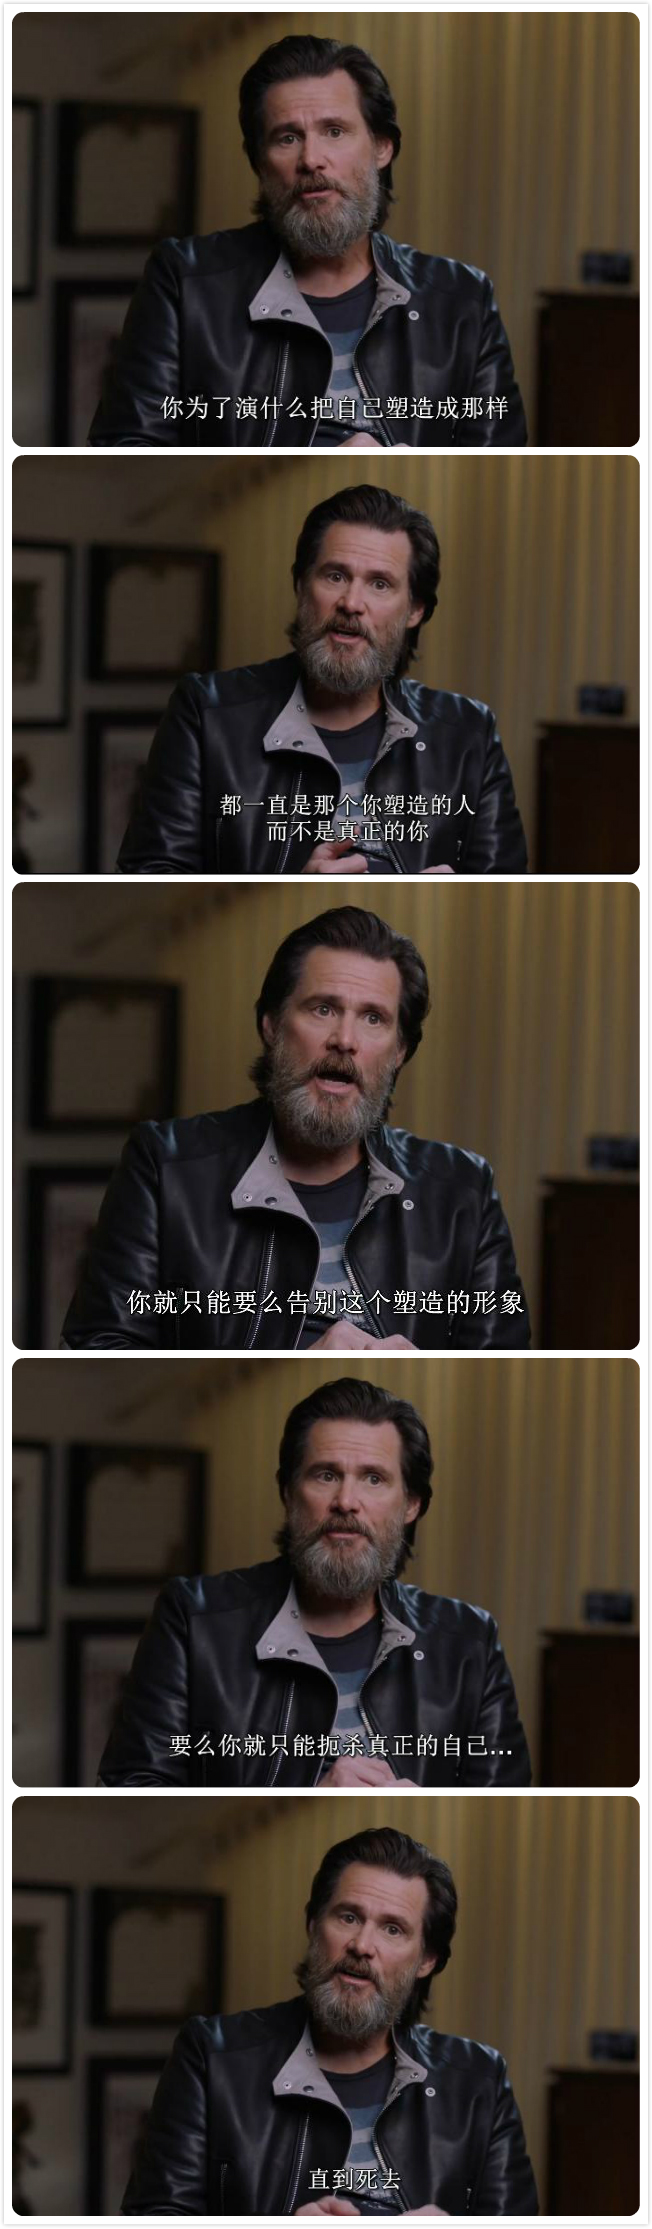 你为了演什么把自己塑造成那样
都一直是那个你塑造的人
而不是真正的你
你就只能要么告别这个塑造的形象
要么你就只能扼杀真正的自己...
直到死去